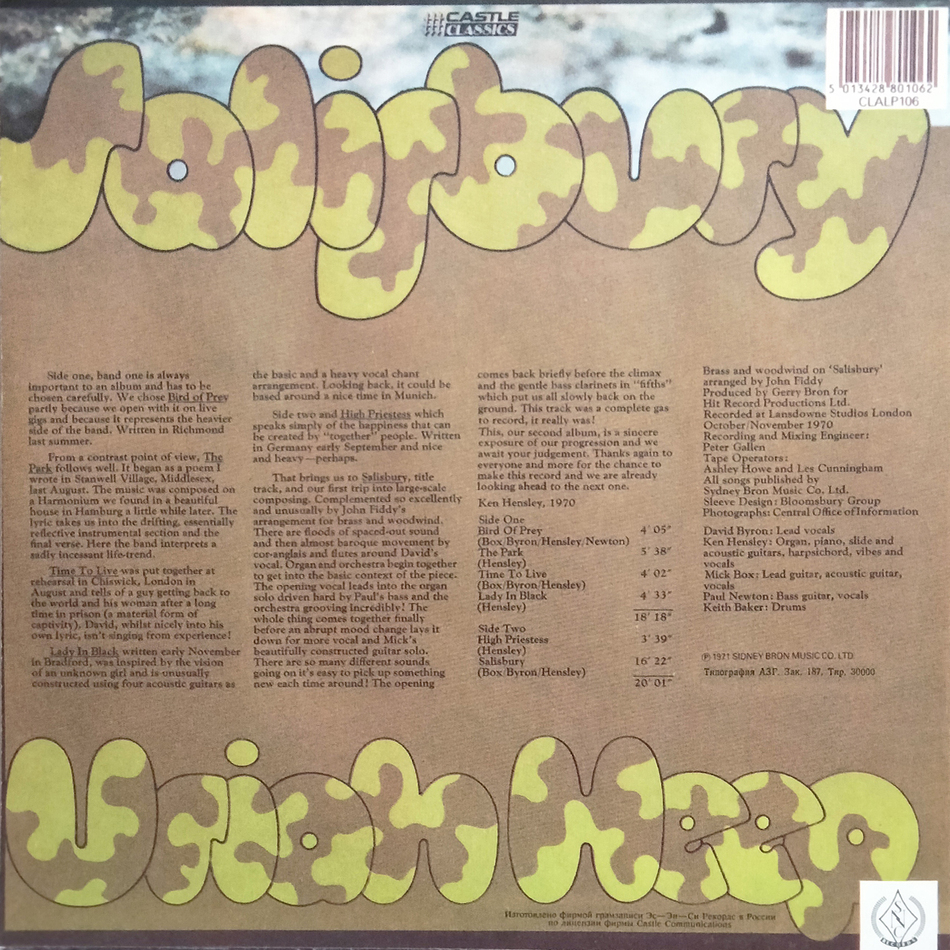 CASTLE
CLASSICS
5 013428 801062
CLALP106
Salisbury
Side one, band one is always
important to an album and has to be
chosen carefully. We chose Bird of Prey
partly because we open with it on live
gigs and because it represents the heavier
side of the band. Written in Richmond
last summer.
From a contrast point of view, The
Park follows well. It began as a poem I
wrote in Stanwell Village, Middlesex,
last August. The music was composed on
a Harmonium we found in a beautiful
house in Hamburg a little while later. The
lyric takes us into the drifting, essentially
reflective instrumental section and the
final verse. Here the band interprets a
sadly incessant life-trend.
Time To Live was put together at
rehearsal in Chiswick, London in
August and tells of a guy getting back to
the world and his woman after a long
time in prison (a material form of
captivity). David, whilst nicely into his
own lyric, isn't singing from experience!
Lady In Black written early November
in Bradford, was inspired by the vision
of an unknown girl and is unusually
constructed using four acoustic guitars as
the basic and a heavy vocal chant
arrangement. Looking back, it could be
based around a nice time in Munich.
Side two and High Priestess which
speaks simply of the happiness that can
be created by "together" people. Written
in Germany early September and nice
and heavy—perhaps.
That brings us to Salisbury, title
track, and our first trip into large-scale
composing. Complemented so excellently
and unusually by John Fiddy's
arrangement for brass and woodwind.
There are floods of spaced-out sound
and then almost baroque movement by
cor-anglais and flutes around David's
vocal. Organ and orchestra begin together
to get into the basic context of the piece.
The opening vocal leads into the organ
solo driven hard by Paul's bass and the
orchestra grooving incredibly! The
whole thing comes together finally
before an abrupt mood change lays it
down for more vocal and Mick's
beautifully constructed guitar solo.
There are so many different sounds
going on it's easy to pick up something
new each time around! The opening
comes back briefly before the climax
and the gentle bass clarinets in "fifths"
which put us all slowly back on the
ground. This track was a complete gas
to record, it really was!
This, our second album, is a sincere
exposure of our progression and we
await your judgement. Thanks again to
everyone and more for the chance to
make this record and we are already
looking ahead to the next one.
Ken Hensley, 1970
Side One
Bird Of Prey 4' 05"
(Box/Byron/Hensley/Newton)
The Park 5' 38"
(Hensley)
Time To Live 4' 02"
(Box/Byron/Hensley)
Lady In Black 4' 33"
(Hensley)
18' 18"
Side Two
High Priestess 3' 39"
(Hensley)
Salisbury 16' 22"
(Box/Byron/Hensley)
20' 01"
Brass and woodwind on 'Salisbury'
arranged by John Fiddy
Produced by Gerry Bron for
Hit Record Productions Ltd.
Recorded at Lansdowne Studios London
October/November 1970
Recording and Mixing Engineer:
Peter Gallen
Tape Operators:
Ashley Howe and Les Cunningham
All songs published by
Sydney Bron Music Co. Ltd.
Sleeve Design: Bloomsbury Group
Photographs: Central Office of Information
David Byron: Lead vocals
Ken Hensley: Organ, piano, slide and
acoustic guitars, harpsichord, vibes and
vocals
Mick Box: Lead guitar, acoustic guitar,
vocals
Paul Newton: Bass guitar, vocals
Keith Baker: Drums
℗ 1971 SIDNEY BRON MUSIC CO. LTD
Типография АЗР. Зак. 187. Тир. 30000
Uriah Heep
Изготовлено фирмой грамзаписи Эс—Эн—Си Рекордс в России
по лицензии фирмы Castle Communications
RECORDS